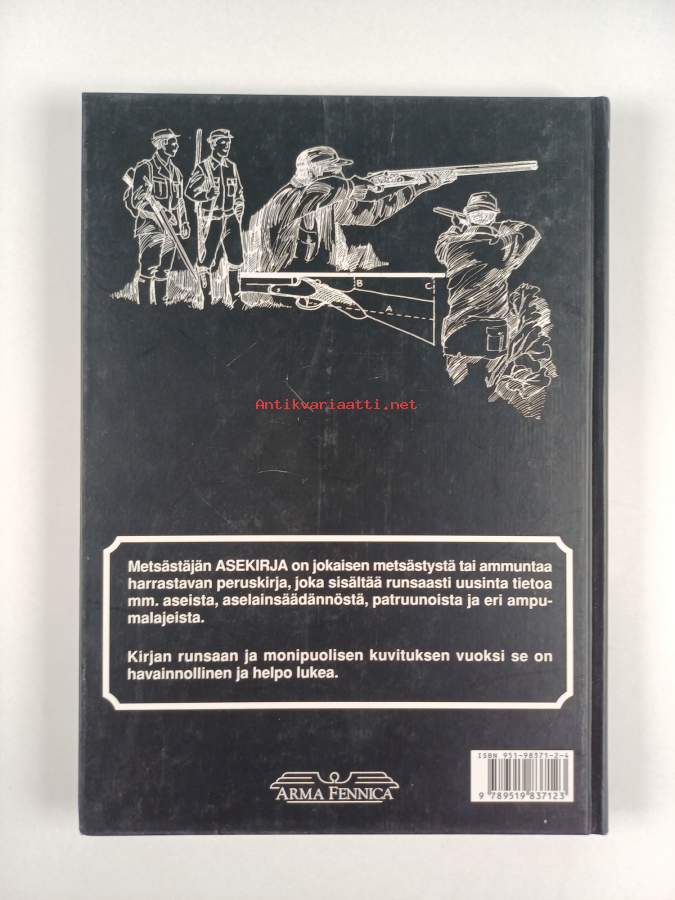 B
C
A
Antikvariaatti.net
Metsästäjän ASEKIRJA on jokaisen metsästystä tai ammuntaa
harrastavan peruskirja, joka sisältää runsaasti uusinta tietoa
mm. aseista, aselainsäädännöstä, patruunoista ja eri ampu-
malajeista.
Kirjan runsaan ja monipuolisen kuvituksen vuoksi se on
havainnollinen ja helpo lukea.
ISBN 951-98371-2-4
9 789519 837123
ARMA FENNICA